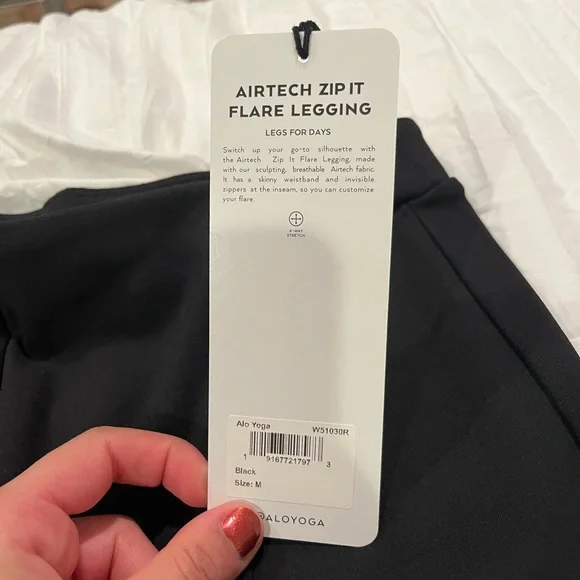 AIRTECH ZIP IT
FLARE LEGGING
LEGS FOR DAYS
Switch up your go-to silhouette with
the Airtech Zip It Flare Legging, made
with our sculpting, breathable Airtech fabric.
It has a skinny waistband and invisible
zippers at the inseam, so you can customize
your flare.
4-WAY
STRETCH
Alo Yoga W51030R
1 91677 21797 3
Black
Size: M
ALOYOGA